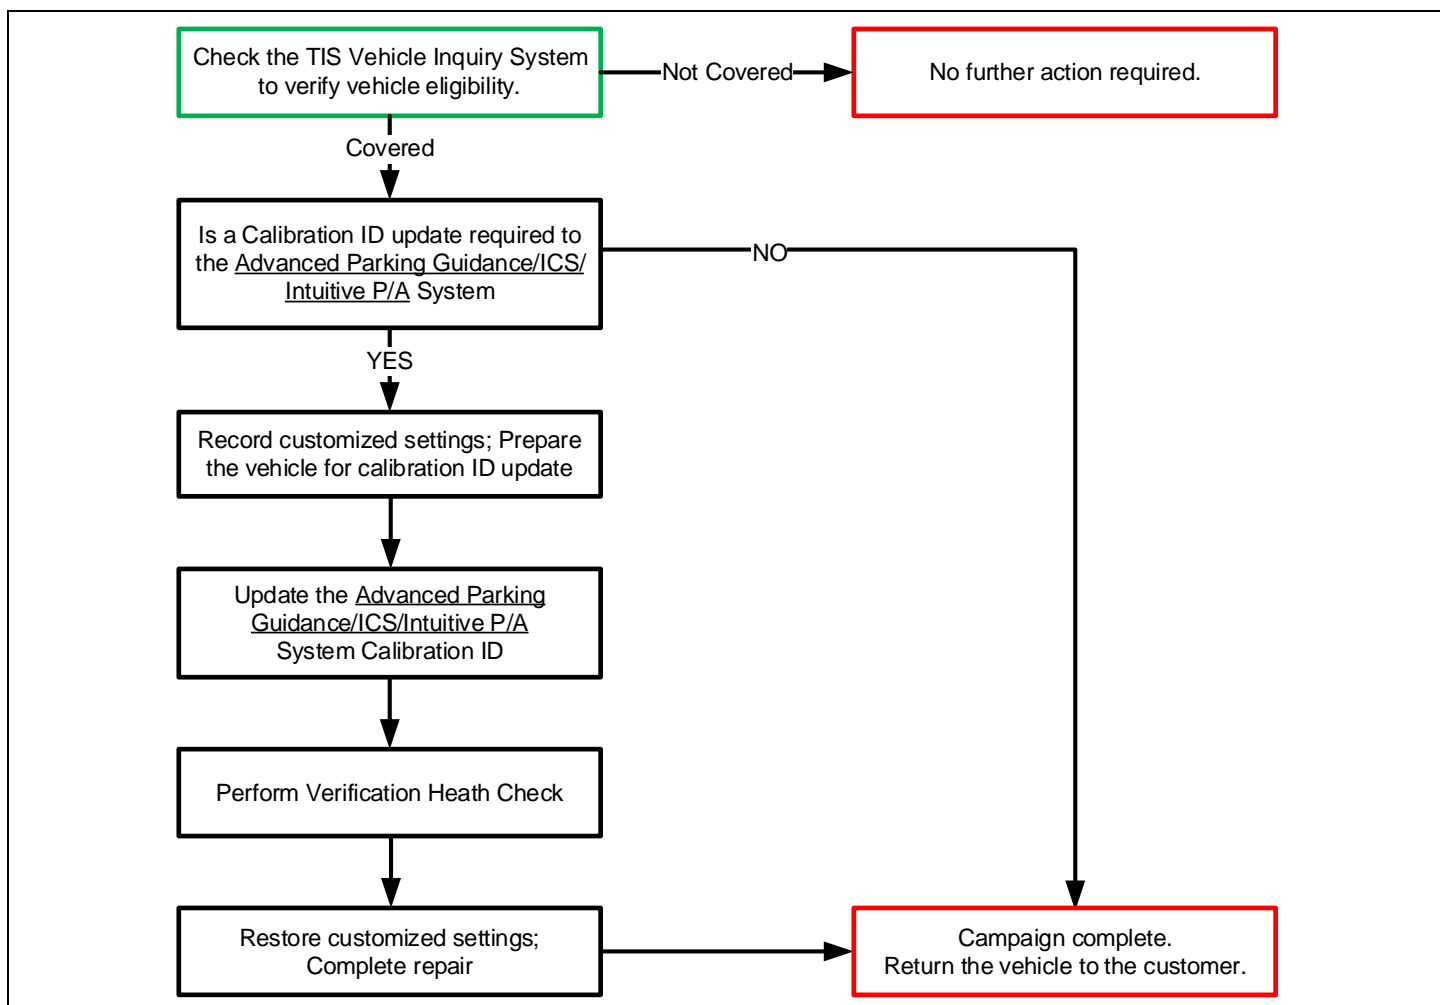 Check the TIS Vehicle Inquiry System
to verify vehicle eligibility.
Not Covered
No further action required.
Covered
Is a Calibration ID update required to
the Advanced Parking Guidance/ICS/
Intuitive P/A System
NO
YES
Record customized settings; Prepare
the vehicle for calibration ID update
Update the Advanced Parking
Guidance/ICS/Intuitive P/A
System Calibration ID
Perform Verification Heath Check
Restore customized settings;
Complete repair
Campaign complete.
Return the vehicle to the customer.